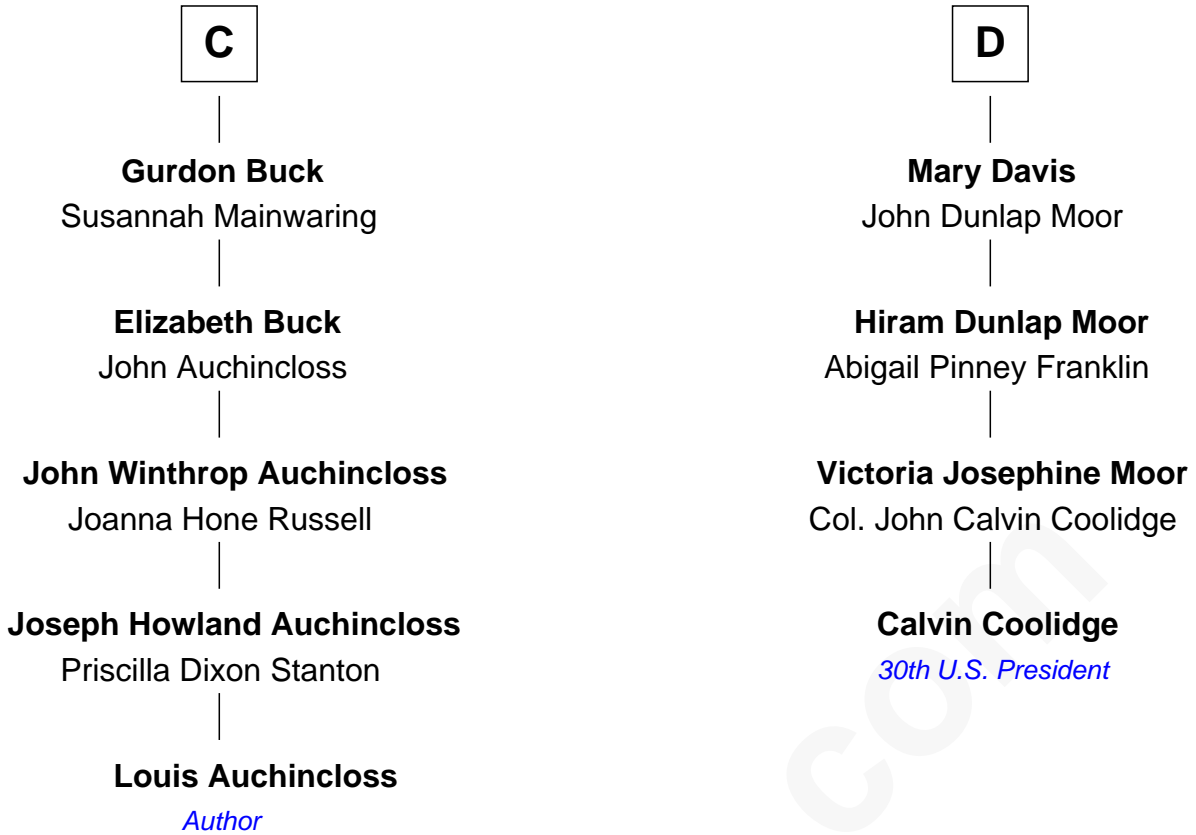 C
Gurdon Buck
Susannah Mainwaring
Elizabeth Buck
John Auchincloss
John Winthrop Auchincloss
Joanna Hone Russell
Joseph Howland Auchincloss
Priscilla Dixon Stanton
Louis Auchincloss
Author
D
Mary Davis
John Dunlap Moor
Hiram Dunlap Moor
Abigail Pinney Franklin
Victoria Josephine Moor
Col. John Calvin Coolidge
Calvin Coolidge
30th U.S. President
com